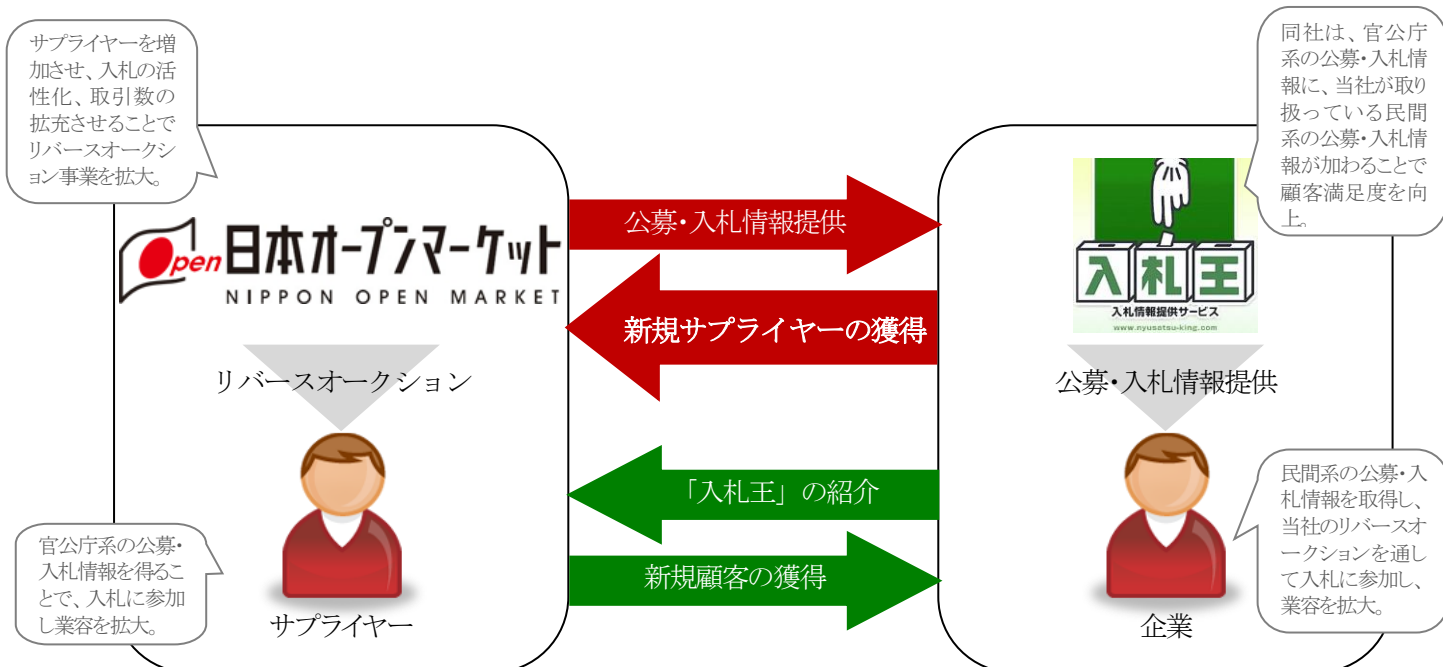 サプライヤーを増
加させ、入札の活
性化、取引数の
拡充させることで
リバースオークシ
ョン事業を拡大。
同社は、官公庁
系の公募・入札情
報に、当社が取り
扱っている民間
系の公募・入札情
報が加わることで
顧客満足度を向
上。
Open 日本オープンマーケット
NIPPON OPEN MARKET
公募・入札情報提供
新規サプライヤーの獲得
入札王
入札情報提供サービス
www.nyusatsu-king.com
リバースオークション
公募・入札情報提供
「入札王」の紹介
新規顧客の獲得
官公庁系の公募・
入札情報を得るこ
とで、入札に参加
し業容を拡大。
サプライヤー
民間系の公募・入
札情報を取得し、
当社のリバースオ
ークションを通し
て入札に参加し、
業容を拡大。
企業